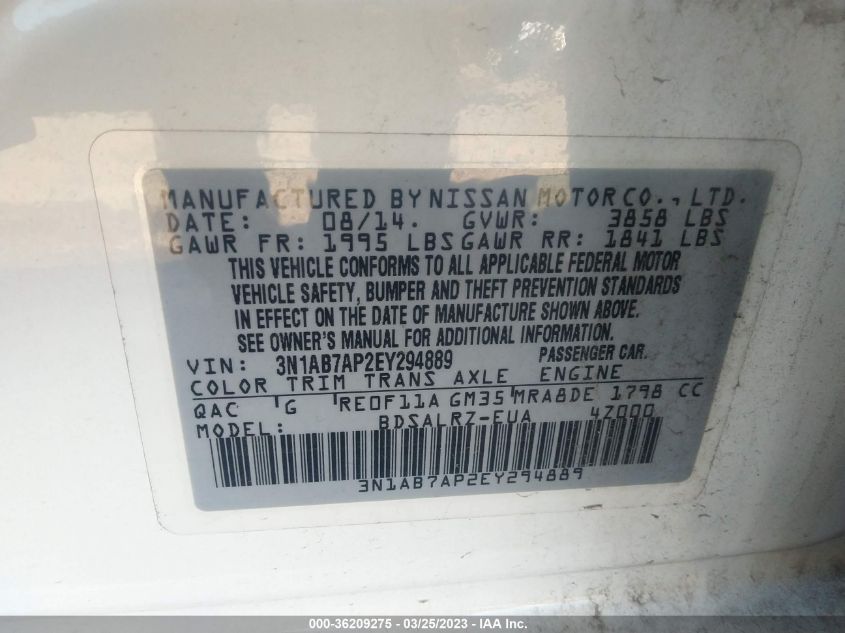 MANUFACTURED BY NISSAN MOTOR CO., LTD.
DATE: 08/14. GVWR: 3858 LBS
GAWR FR: 1995 LBS GAWR RR: 1841 LBS
THIS VEHICLE CONFORMS TO ALL APPLICABLE FEDERAL MOTOR
VEHICLE SAFETY, BUMPER AND THEFT PREVENTION STANDARDS
IN EFFECT ON THE DATE OF MANUFACTURE SHOWN ABOVE.
SEE OWNER'S MANUAL FOR ADDITIONAL INFORMATION.
VIN: 3N1AB7AP2EY294889 PASSENGER CAR.
COLOR TRIM TRANS AXLE ENGINE
QAC G RE0F11A GM35 MRA8DE 1798 CC
MODEL: BDSALRZ-EUA 4Z000
3N1AB7AP2EY294889
000-36209275 - 03/25/2023 - IAA Inc.